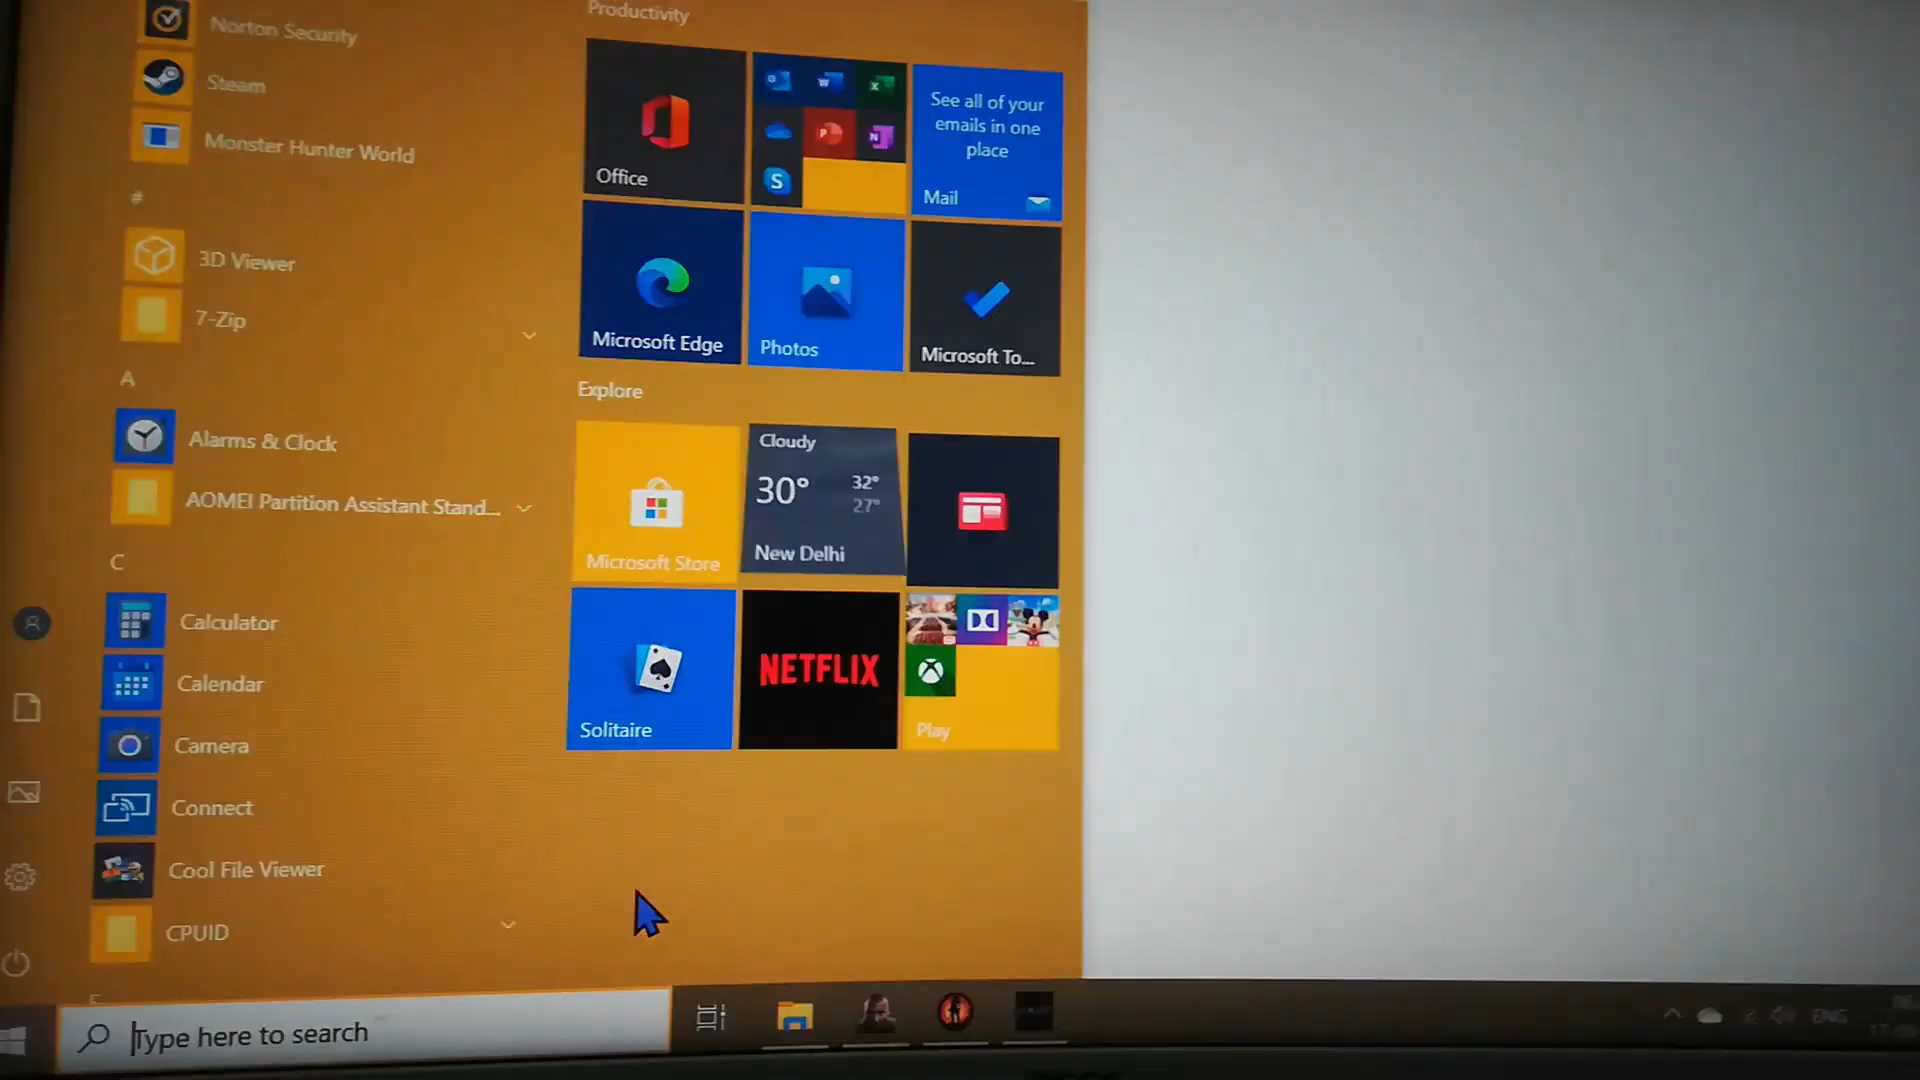 Norton Security
Steam
Monster Hunter World
#
3D Viewer
7-Zip
A
Alarms & Clock
AOMEI Partition Assistant Stand...
C
Calculator
Calendar
Camera
Connect
Cool File Viewer
CPUID
Productivity
Office
See all of your
emails in one
place
Mail
Microsoft Edge
Photos
Microsoft To...
Explore
Microsoft Store
Cloudy
30°
32°
27°
New Delhi
Solitaire
NETFLIX
Play
Type here to search
ENG